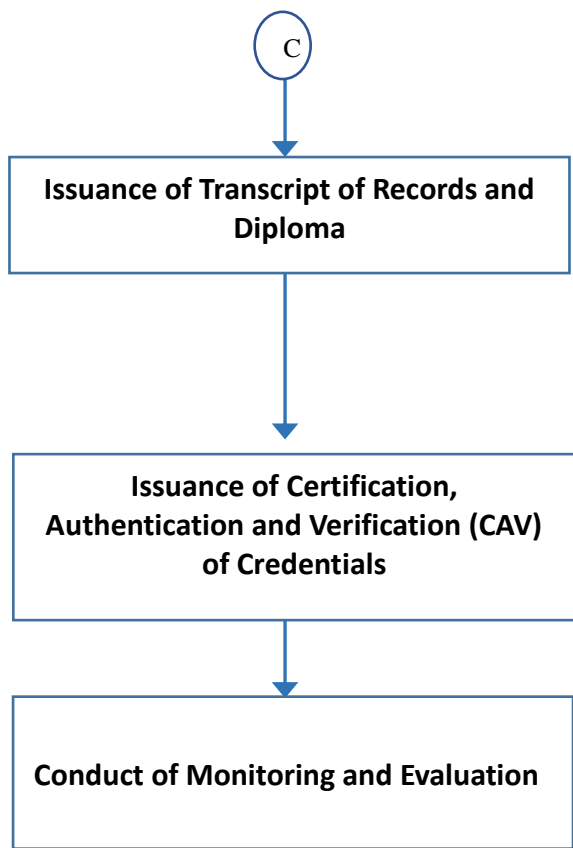 C
Issuance of Transcript of Records and
Diploma
Issuance of Certification,
Authentication and Verification (CAV)
of Credentials
Conduct of Monitoring and Evaluation